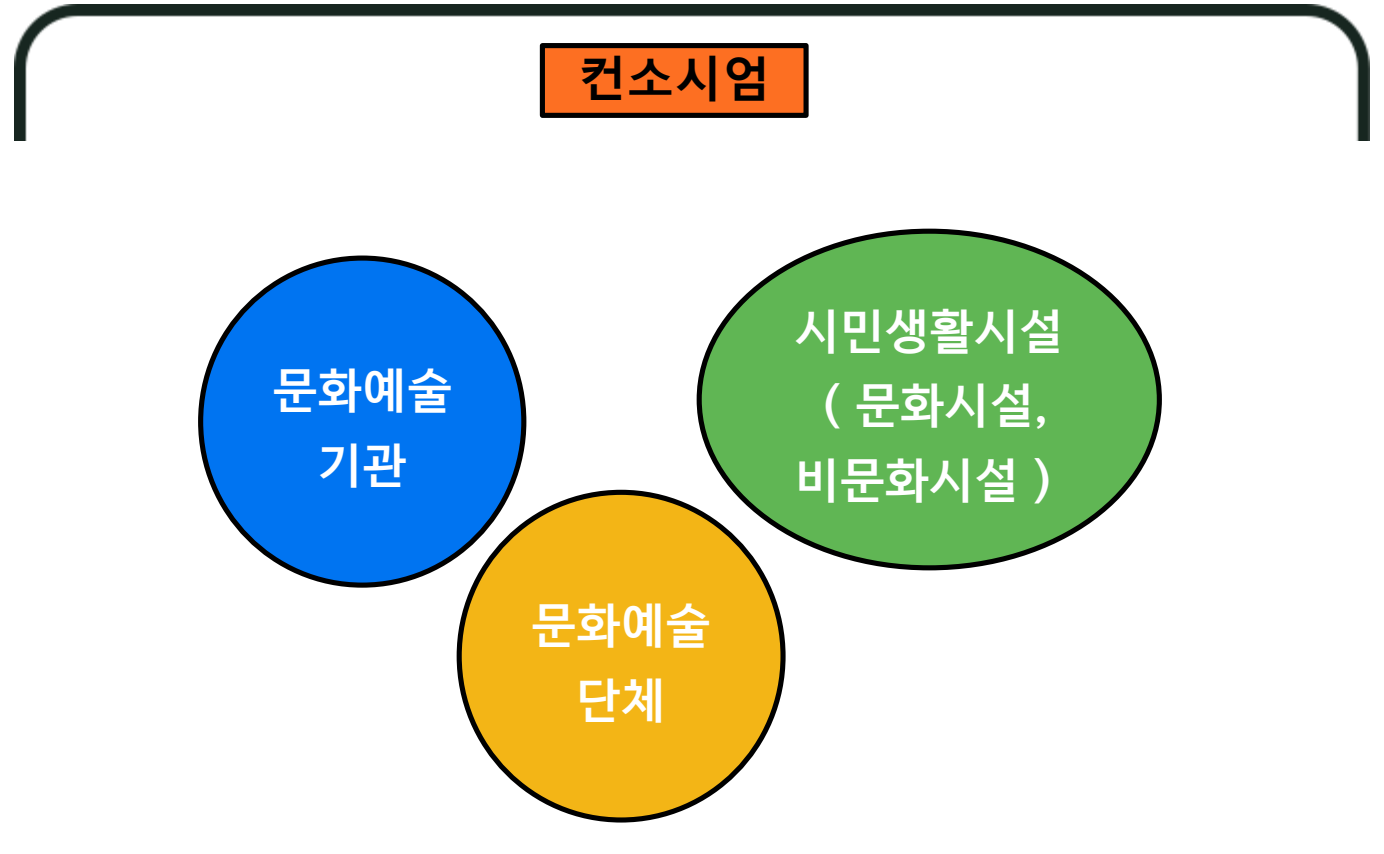 컨소시엄
문화예술
기관
시민생활시설
( 문화시설,
비문화시설 )
문화예술
단체